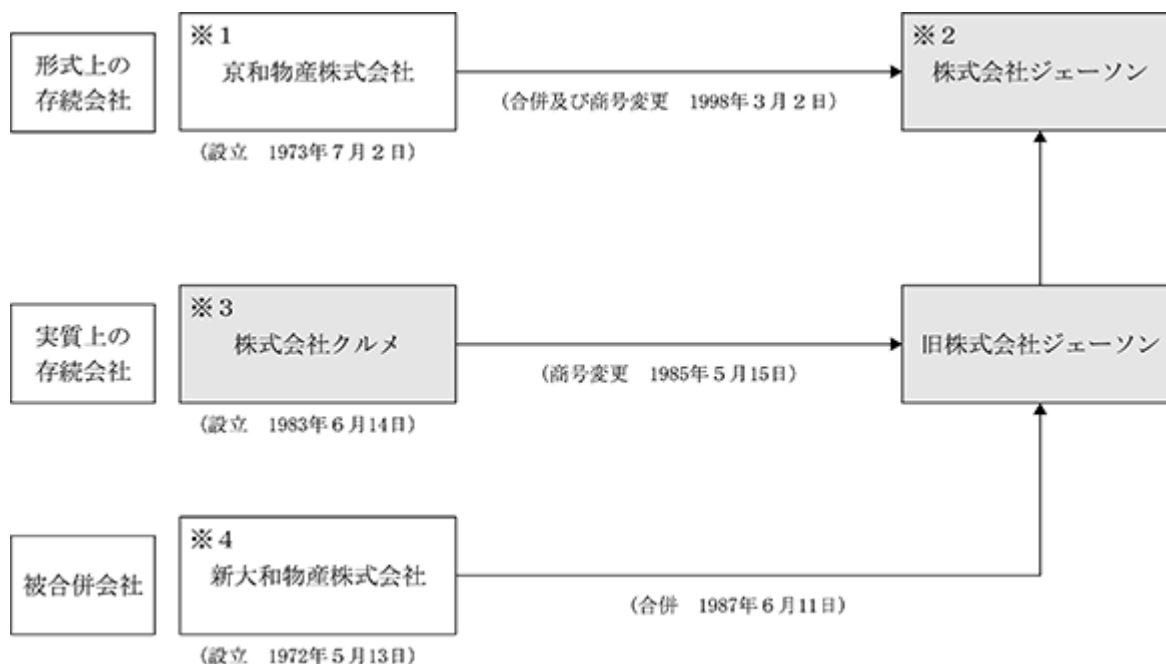 形式上の
存続会社
※1
京和物産株式会社
(設立　1973年7月2日)
(合併及び商号変更　1998年3月2日)
※2
株式会社ジェーソン
実質上の
存続会社
※3
株式会社クルメ
(設立　1983年6月14日)
(商号変更　1985年5月15日)
旧株式会社ジェーソン
被合併会社
※4
新大和物産株式会社
(設立　1972年5月13日)
(合併　1987年6月11日)